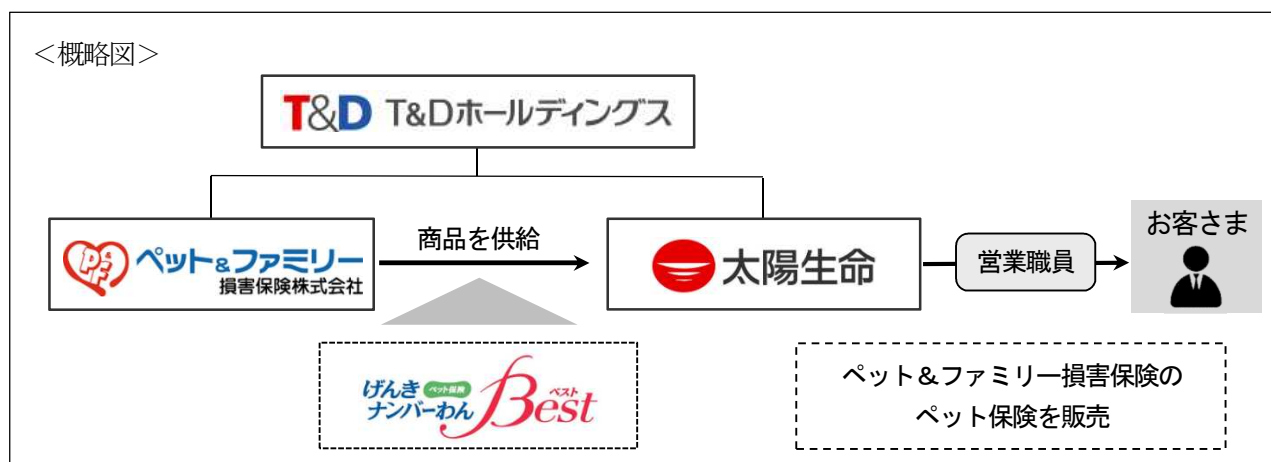 ＜概略図＞
T&D T&Dホールディングス
P&F ペット&ファミリー
損害保険株式会社
商品を供給
太陽生命
営業職員
お客さま
げんき ペット保険
ナンバーわん Best ベスト
ペット＆ファミリー損害保険の
ペット保険を販売